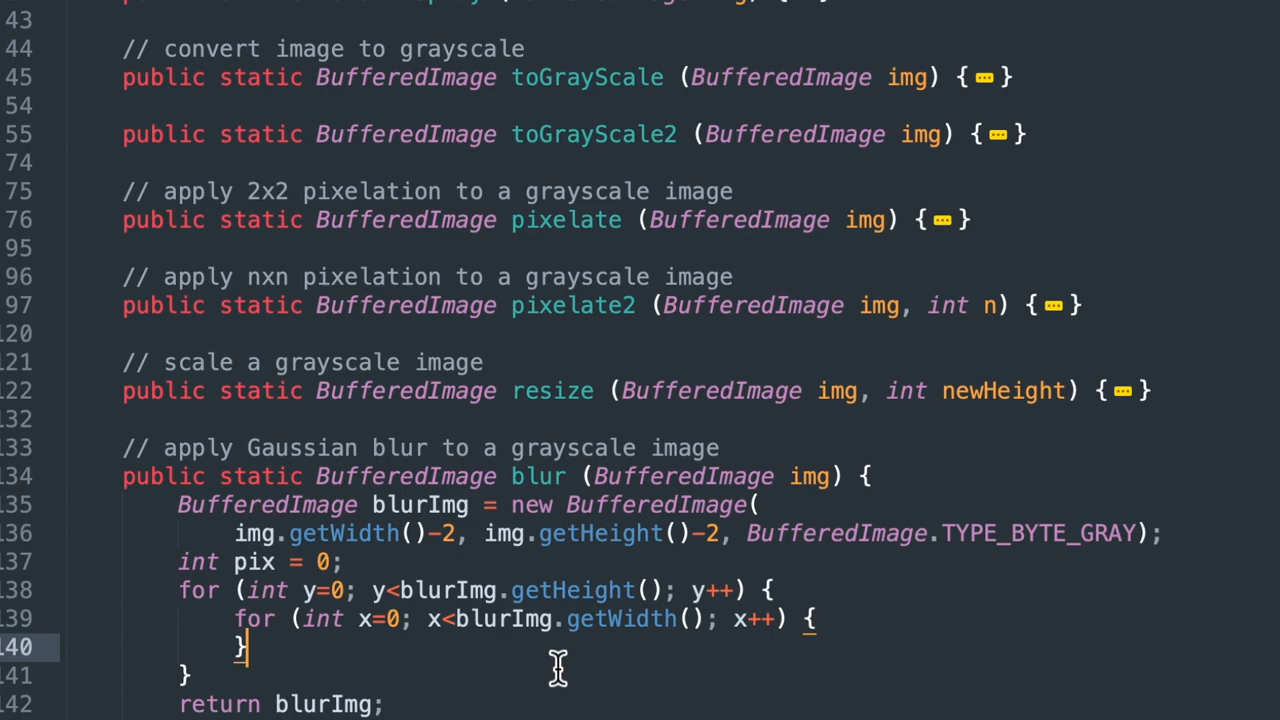 43
44 // convert image to grayscale
45 public static BufferedImage toGrayScale (BufferedImage img) {…}
54
55 public static BufferedImage toGrayScale2 (BufferedImage img) {…}
74
75 // apply 2x2 pixelation to a grayscale image
76 public static BufferedImage pixelate (BufferedImage img) {…}
95
96 // apply nxn pixelation to a grayscale image
97 public static BufferedImage pixelate2 (BufferedImage img, int n) {…}
120
121 // scale a grayscale image
122 public static BufferedImage resize (BufferedImage img, int newHeight) {…}
132
133 // apply Gaussian blur to a grayscale image
134 public static BufferedImage blur (BufferedImage img) {
135 BufferedImage blurImg = new BufferedImage(
136 img.getWidth()-2, img.getHeight()-2, BufferedImage.TYPE_BYTE_GRAY);
137 int pix = 0;
138 for (int y=0; y<blurImg.getHeight(); y++) {
139 for (int x=0; x<blurImg.getWidth(); x++) {
140 }
141 }
142 return blurImg;